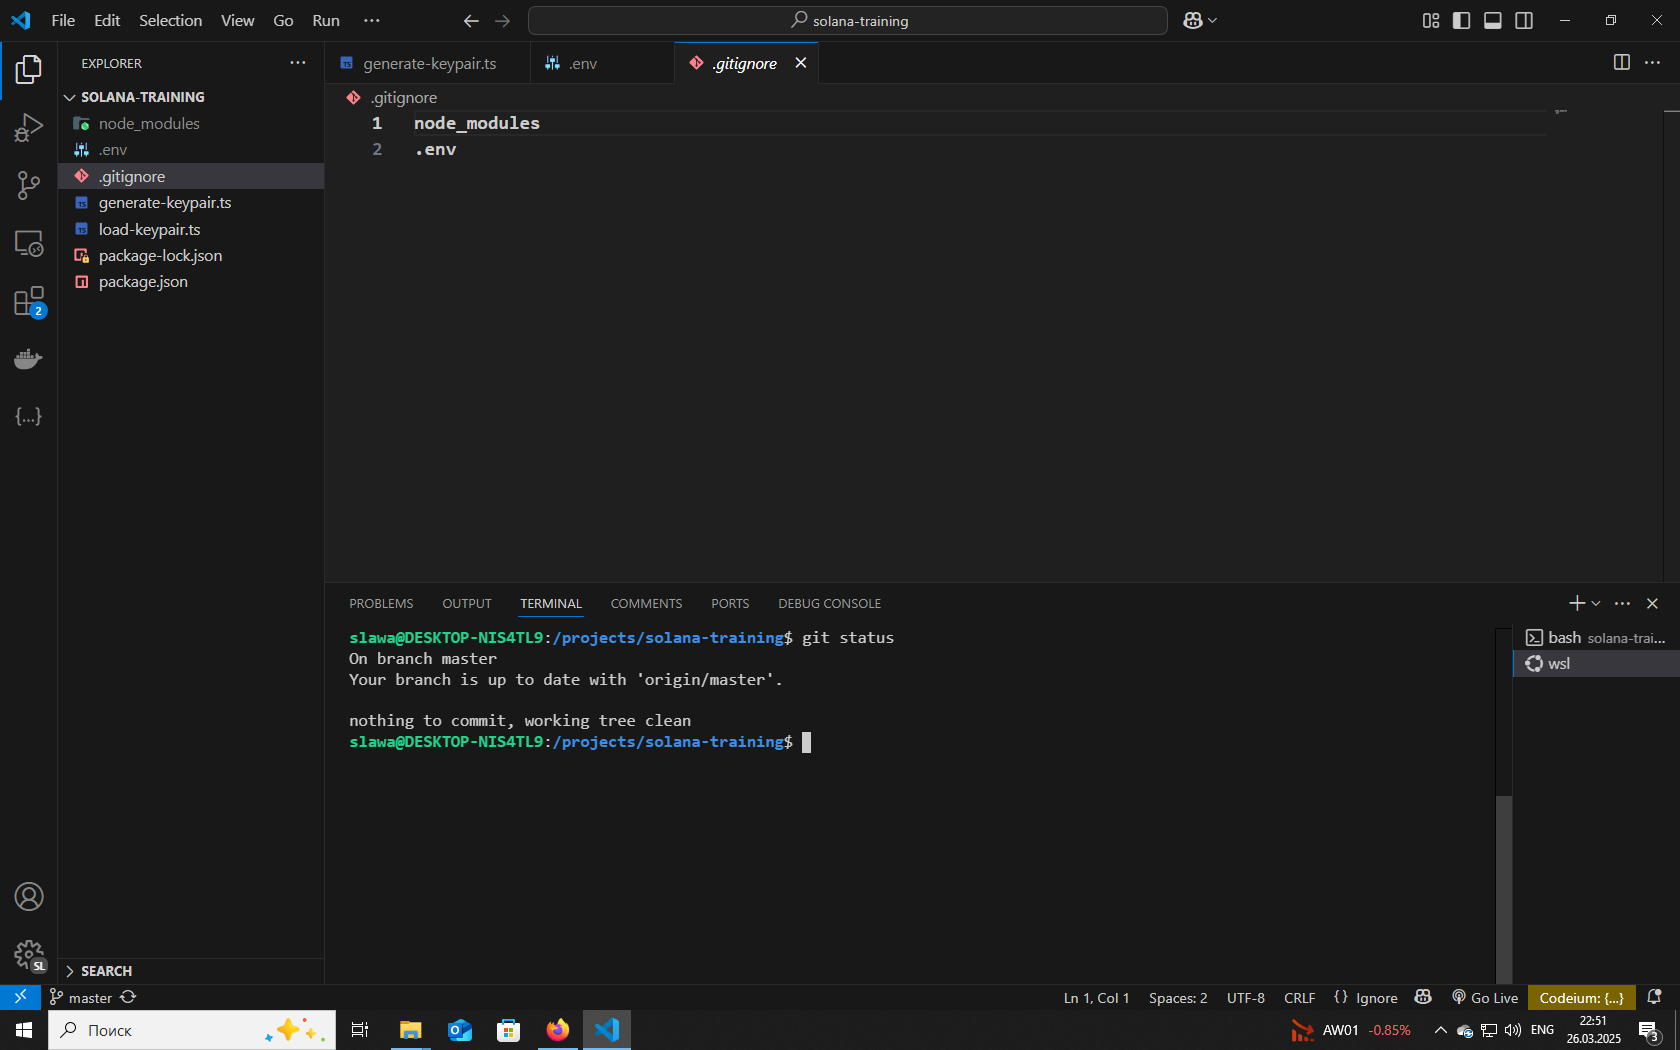 File Edit Selection View Go Run ···
solana-training
EXPLORER
SOLANA-TRAINING
node_modules
.env
.gitignore
generate-keypair.ts
load-keypair.ts
package-lock.json
package.json
SEARCH
2
SL
generate-keypair.ts
.env
.gitignore
.gitignore
1 node_modules
2 .env
PROBLEMS OUTPUT TERMINAL COMMENTS PORTS DEBUG CONSOLE
slawa@DESKTOP-NIS4TL9:/projects/solana-training$ git status
On branch master
Your branch is up to date with 'origin/master'.
nothing to commit, working tree clean
slawa@DESKTOP-NIS4TL9:/projects/solana-training$
bash solana-trai...
wsl
master
Ln 1, Col 1 Spaces: 2 UTF-8 CRLF {} Ignore Go Live Codeium: {...}
Поиск
AW01 -0.85%
ENG
22:51
26.03.2025
3